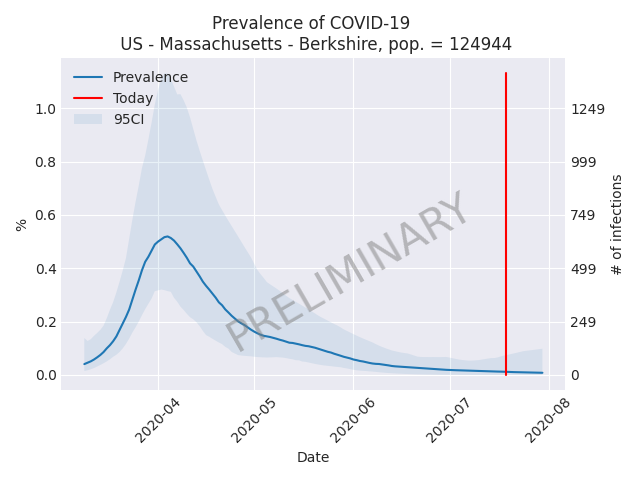 Prevalence of COVID-19
US - Massachusetts - Berkshire, pop. = 124944
Prevalence
Today
95CI
1.0
0.8
0.6
0.4
0.2
0.0
%
1249
999
749
499
249
0
# of infections
PRELIMINARY
2020-04
2020-05
2020-06
2020-07
2020-08
Date